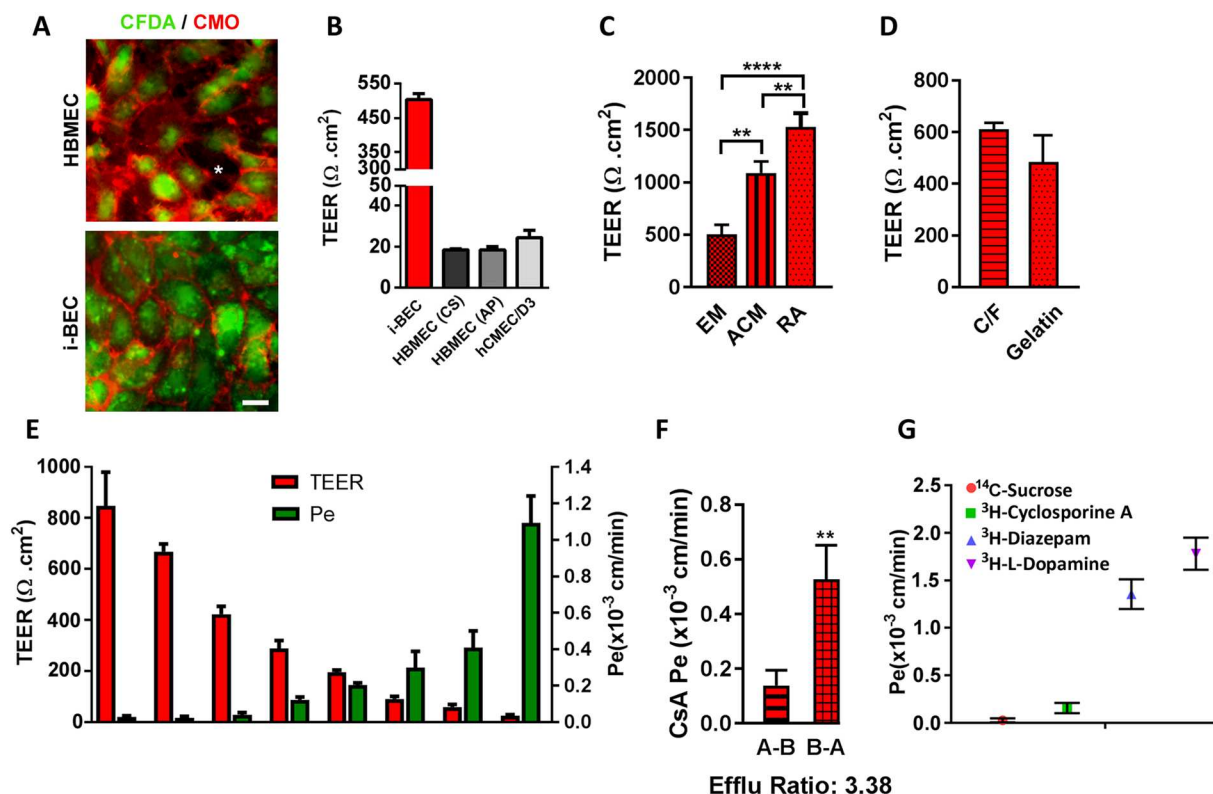 A
CFDA / CMO
HBMEC
*
i-BEC
B
TEER (Ω .cm²)
550
500
450
400
350
300
60
40
20
0
i-BEC
HBMEC (CS)
HBMEC (AP)
hCMEC/D3
C
TEER (Ω .cm²)
2000
1500
1000
500
0
****
**
**
EM
ACM
RA
D
TEER (Ω .cm²)
800
600
400
200
0
C/F
Gelatin
E
TEER (Ω .cm²)
1000
800
600
400
200
0
TEER
Pe
1.4
1.2
1.0
0.8
0.6
0.4
0.2
0.0
Pe(x10⁻³ cm/min)
F
CsA Pe (x10⁻³ cm/min)
0.8
0.6
0.4
0.2
0.0
**
A-B
B-A
Efflu Ratio: 3.38
G
Pe(x10⁻³ cm/min)
2.5
2.0
1.5
1.0
0.5
0.0
¹⁴C-Sucrose
³H-Cyclosporine A
³H-Diazepam
³H-L-Dopamine